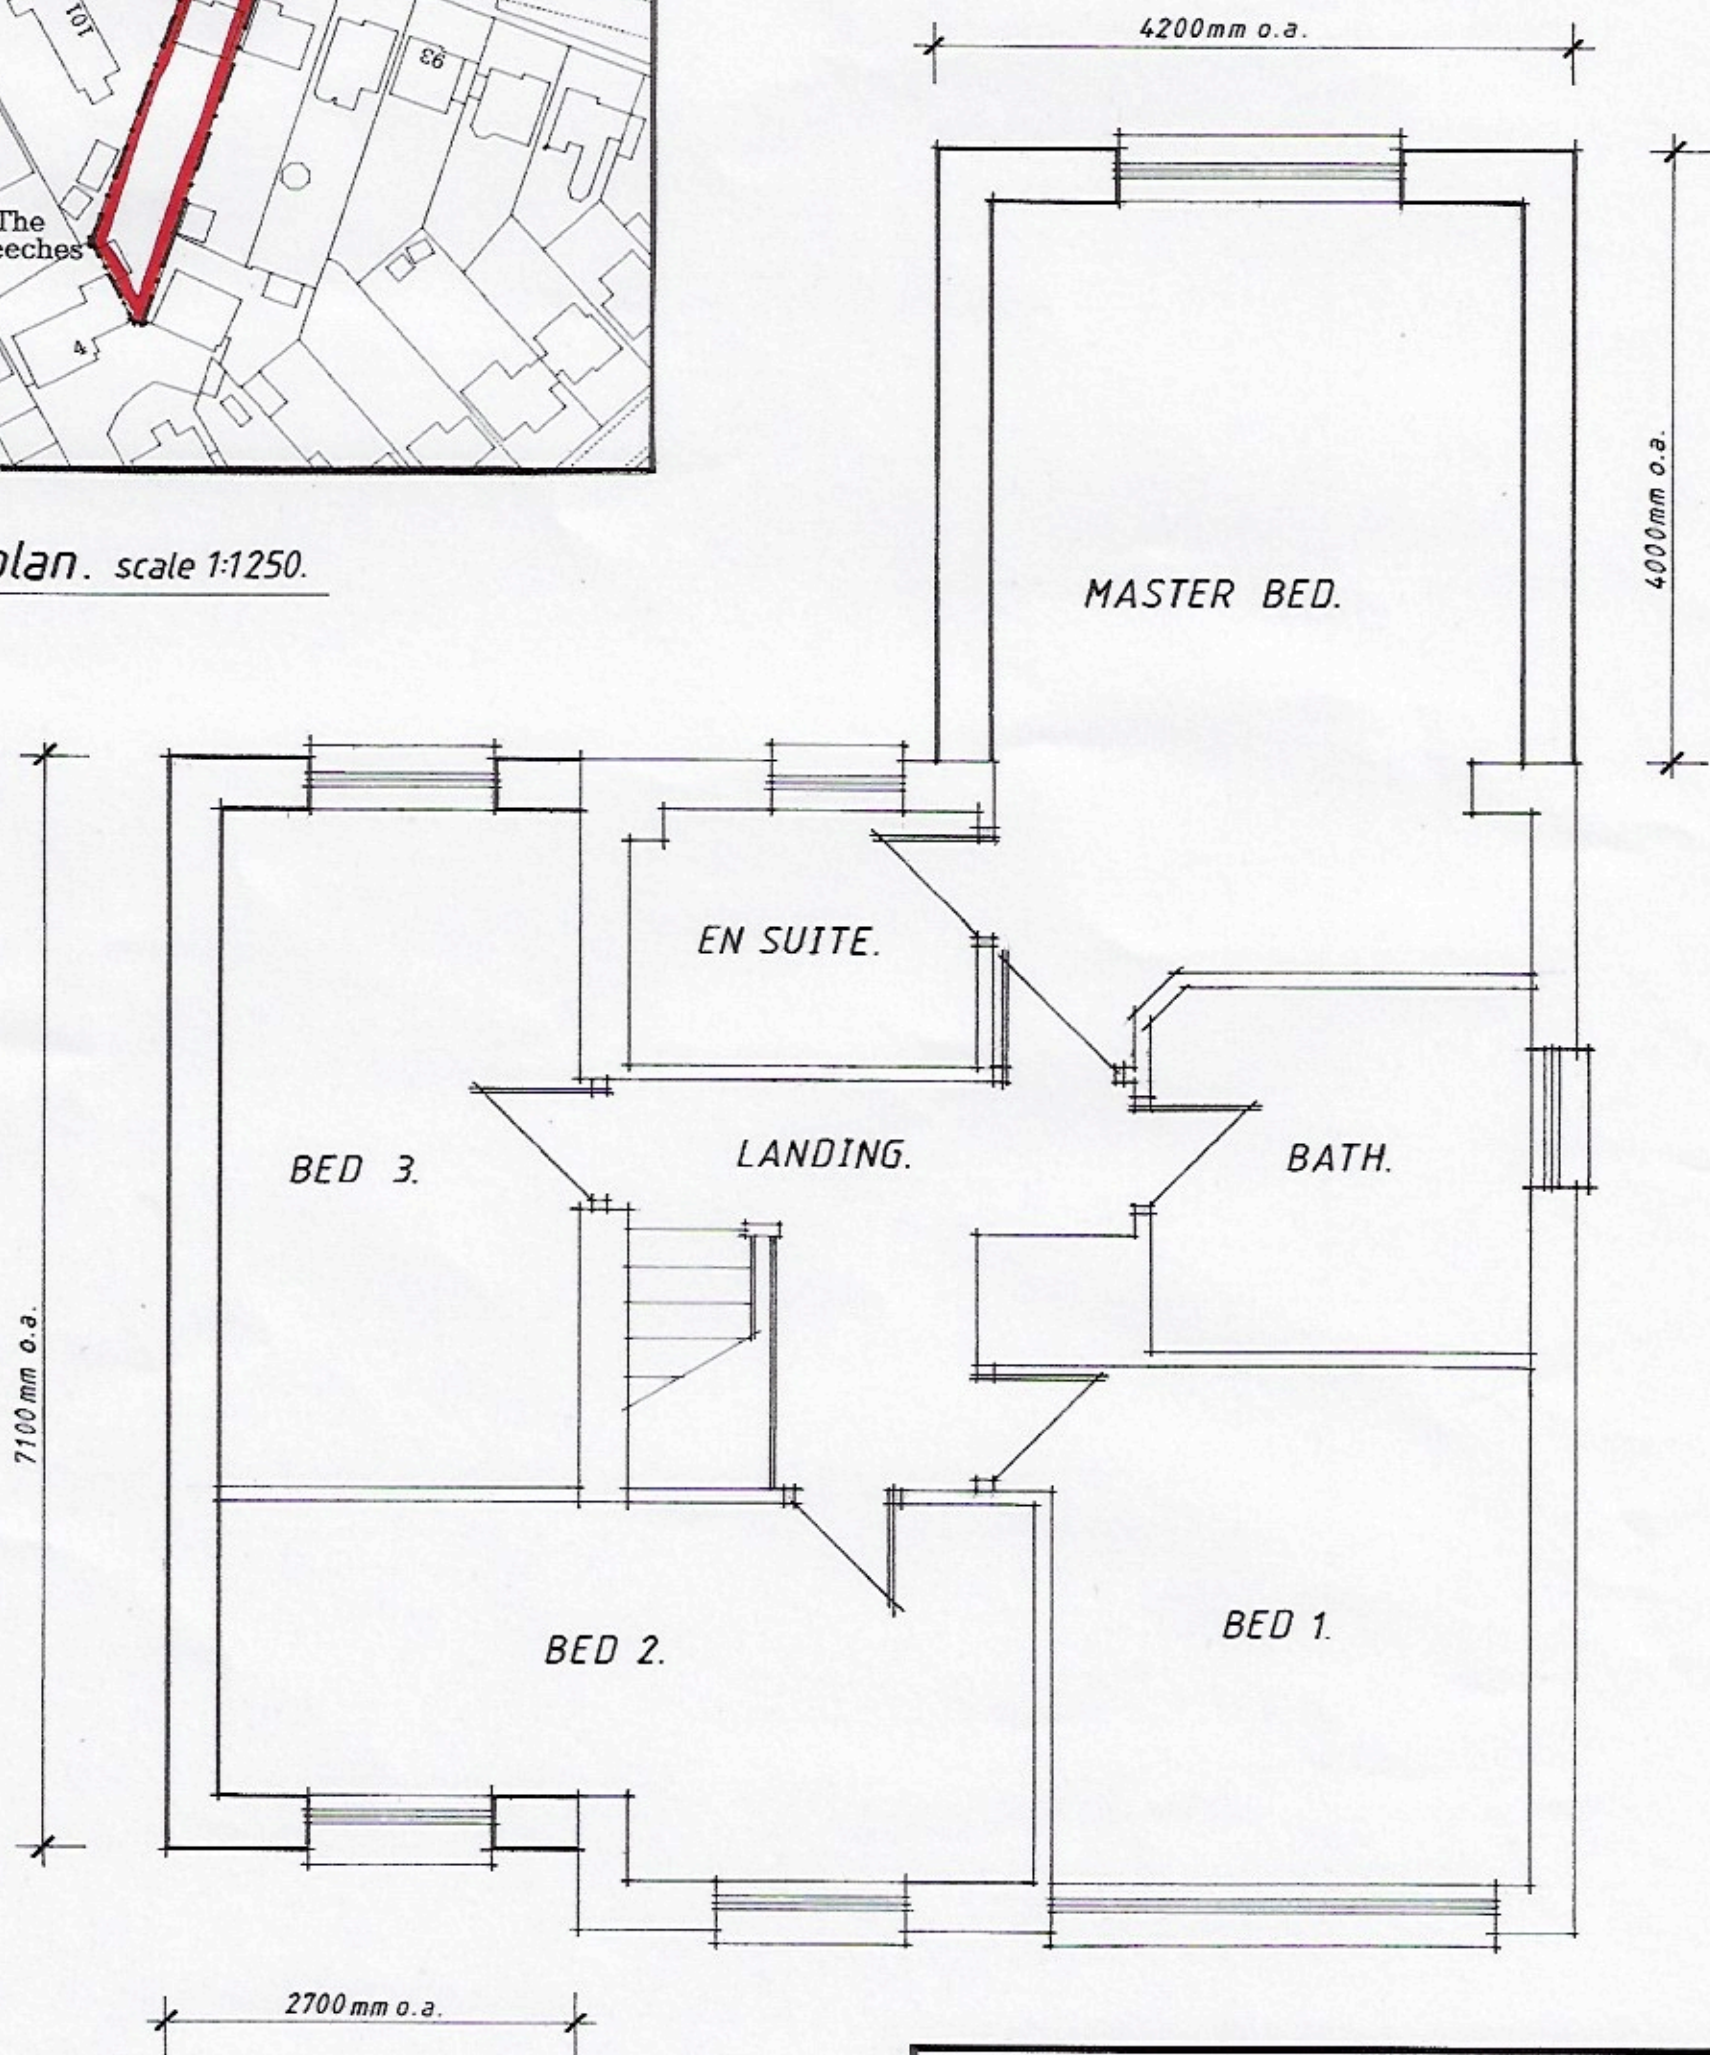 101
93
The
eeches
4
plan. scale 1:1250.
4200mm o.a.
4000mm o.a.
MASTER BED.
EN SUITE.
BED 3.
LANDING.
BATH.
7100mm o.a.
BED 2.
BED 1.
2700mm o.a.